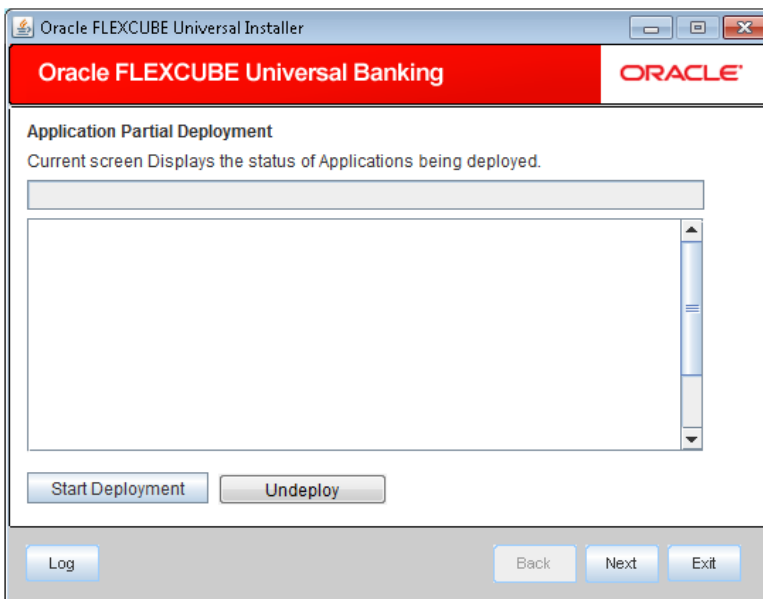 Oracle FLEXCUBE Universal Installer
Oracle FLEXCUBE Universal Banking
ORACLE
Application Partial Deployment
Current screen Displays the status of Applications being deployed.
Start Deployment Undeploy
Log Back Next Exit